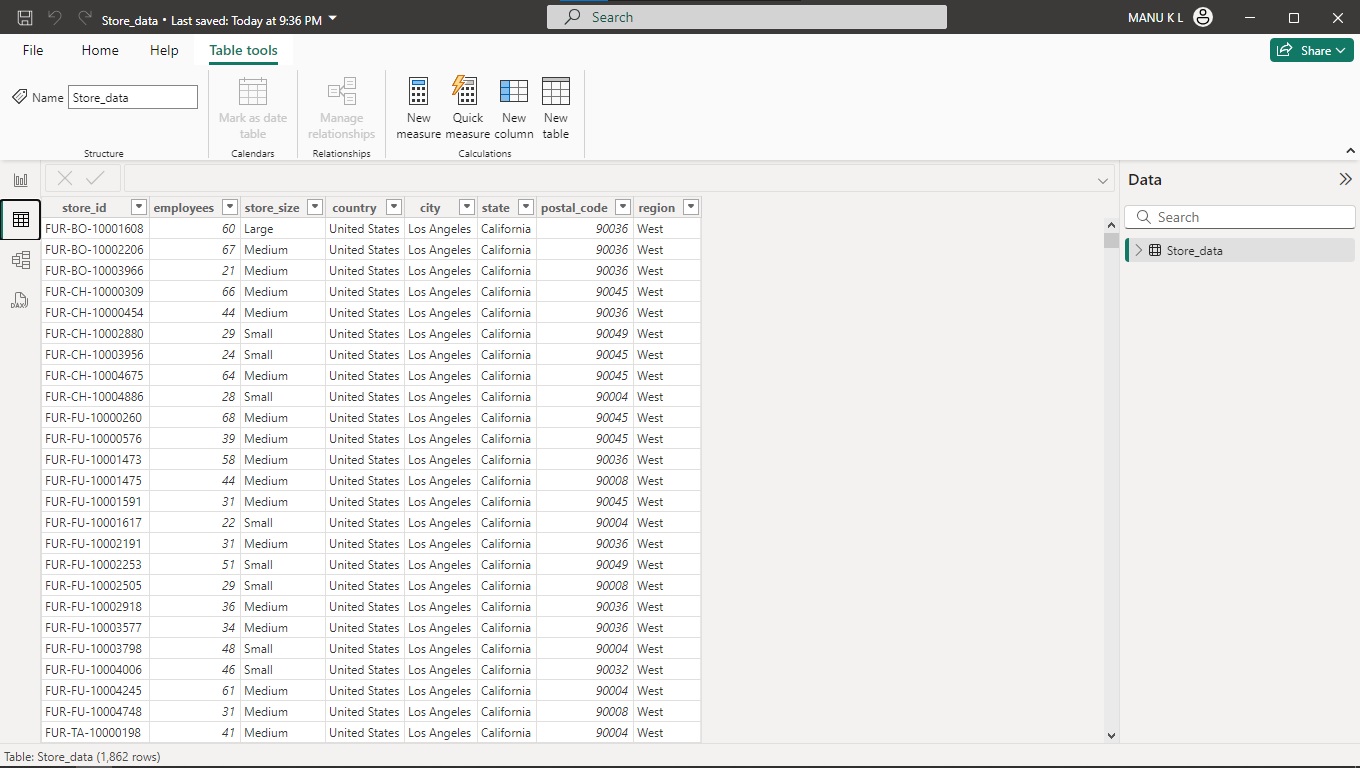 Store_data • Last saved: Today at 9:36 PM
Search
MANU K L
File Home Help Table tools
Share
Name Store_data
Mark as date table
Manage relationships
New measure
Quick measure
New column
New table
Structure Calendars Relationships Calculations
Data
Search
Store_data
DAX
store_id employees store_size country city state postal_code region
FUR-BO-10001608 60 Large United States Los Angeles California 90036 West
FUR-BO-10002206 67 Medium United States Los Angeles California 90036 West
FUR-BO-10003966 21 Medium United States Los Angeles California 90036 West
FUR-CH-10000309 66 Medium United States Los Angeles California 90045 West
FUR-CH-10000454 44 Medium United States Los Angeles California 90036 West
FUR-CH-10002880 29 Small United States Los Angeles California 90049 West
FUR-CH-10003956 24 Small United States Los Angeles California 90045 West
FUR-CH-10004675 64 Medium United States Los Angeles California 90045 West
FUR-CH-10004886 28 Small United States Los Angeles California 90004 West
FUR-FU-10000260 68 Medium United States Los Angeles California 90045 West
FUR-FU-10000576 39 Medium United States Los Angeles California 90045 West
FUR-FU-10001473 58 Medium United States Los Angeles California 90036 West
FUR-FU-10001475 44 Medium United States Los Angeles California 90008 West
FUR-FU-10001591 31 Medium United States Los Angeles California 90045 West
FUR-FU-10001617 22 Small United States Los Angeles California 90004 West
FUR-FU-10002191 31 Medium United States Los Angeles California 90036 West
FUR-FU-10002253 51 Small United States Los Angeles California 90049 West
FUR-FU-10002505 29 Small United States Los Angeles California 90008 West
FUR-FU-10002918 36 Medium United States Los Angeles California 90036 West
FUR-FU-10003577 34 Medium United States Los Angeles California 90036 West
FUR-FU-10003798 48 Small United States Los Angeles California 90004 West
FUR-FU-10004006 46 Small United States Los Angeles California 90032 West
FUR-FU-10004245 61 Medium United States Los Angeles California 90004 West
FUR-FU-10004748 31 Medium United States Los Angeles California 90008 West
FUR-TA-10000198 41 Medium United States Los Angeles California 90004 West
Table: Store_data (1,862 rows)